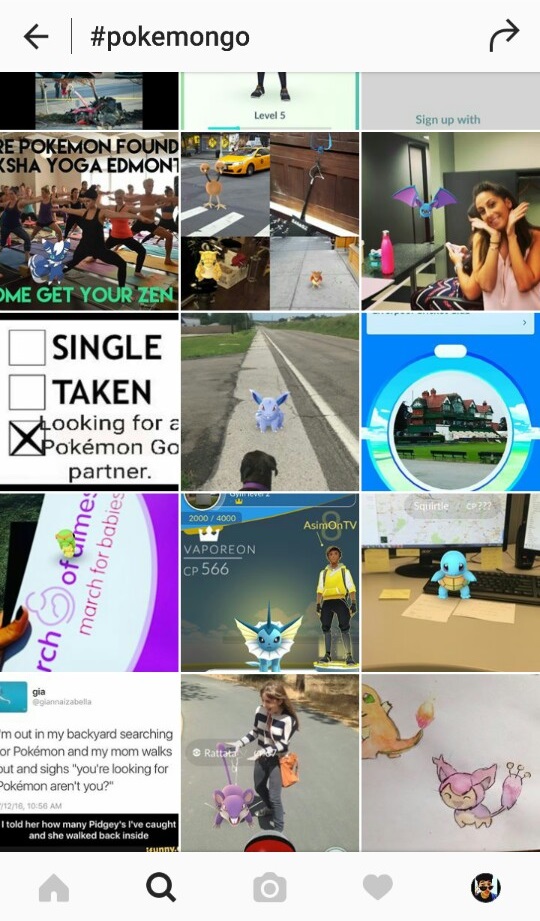 #pokemongo
Level 5
Sign up with
RE POKEMON FOUND
KSHA YOGA EDMONT
OME GET YOUR ZEN
SINGLE
TAKEN
Looking for a
Pokémon Go
partner.
rch of dimes
march for babies
2000 / 4000
VAPOREON
CP 566
8
AsimOnTV
Squirtle / CP???
gia
@giannaizabella
'm out in my backyard searching
or Pokémon and my mom walks
out and sighs "you're looking for
Pokémon aren't you?"
/12/16, 10:56 AM
I told her how many Pidgey's I've caught
and she walked back inside
Rattata